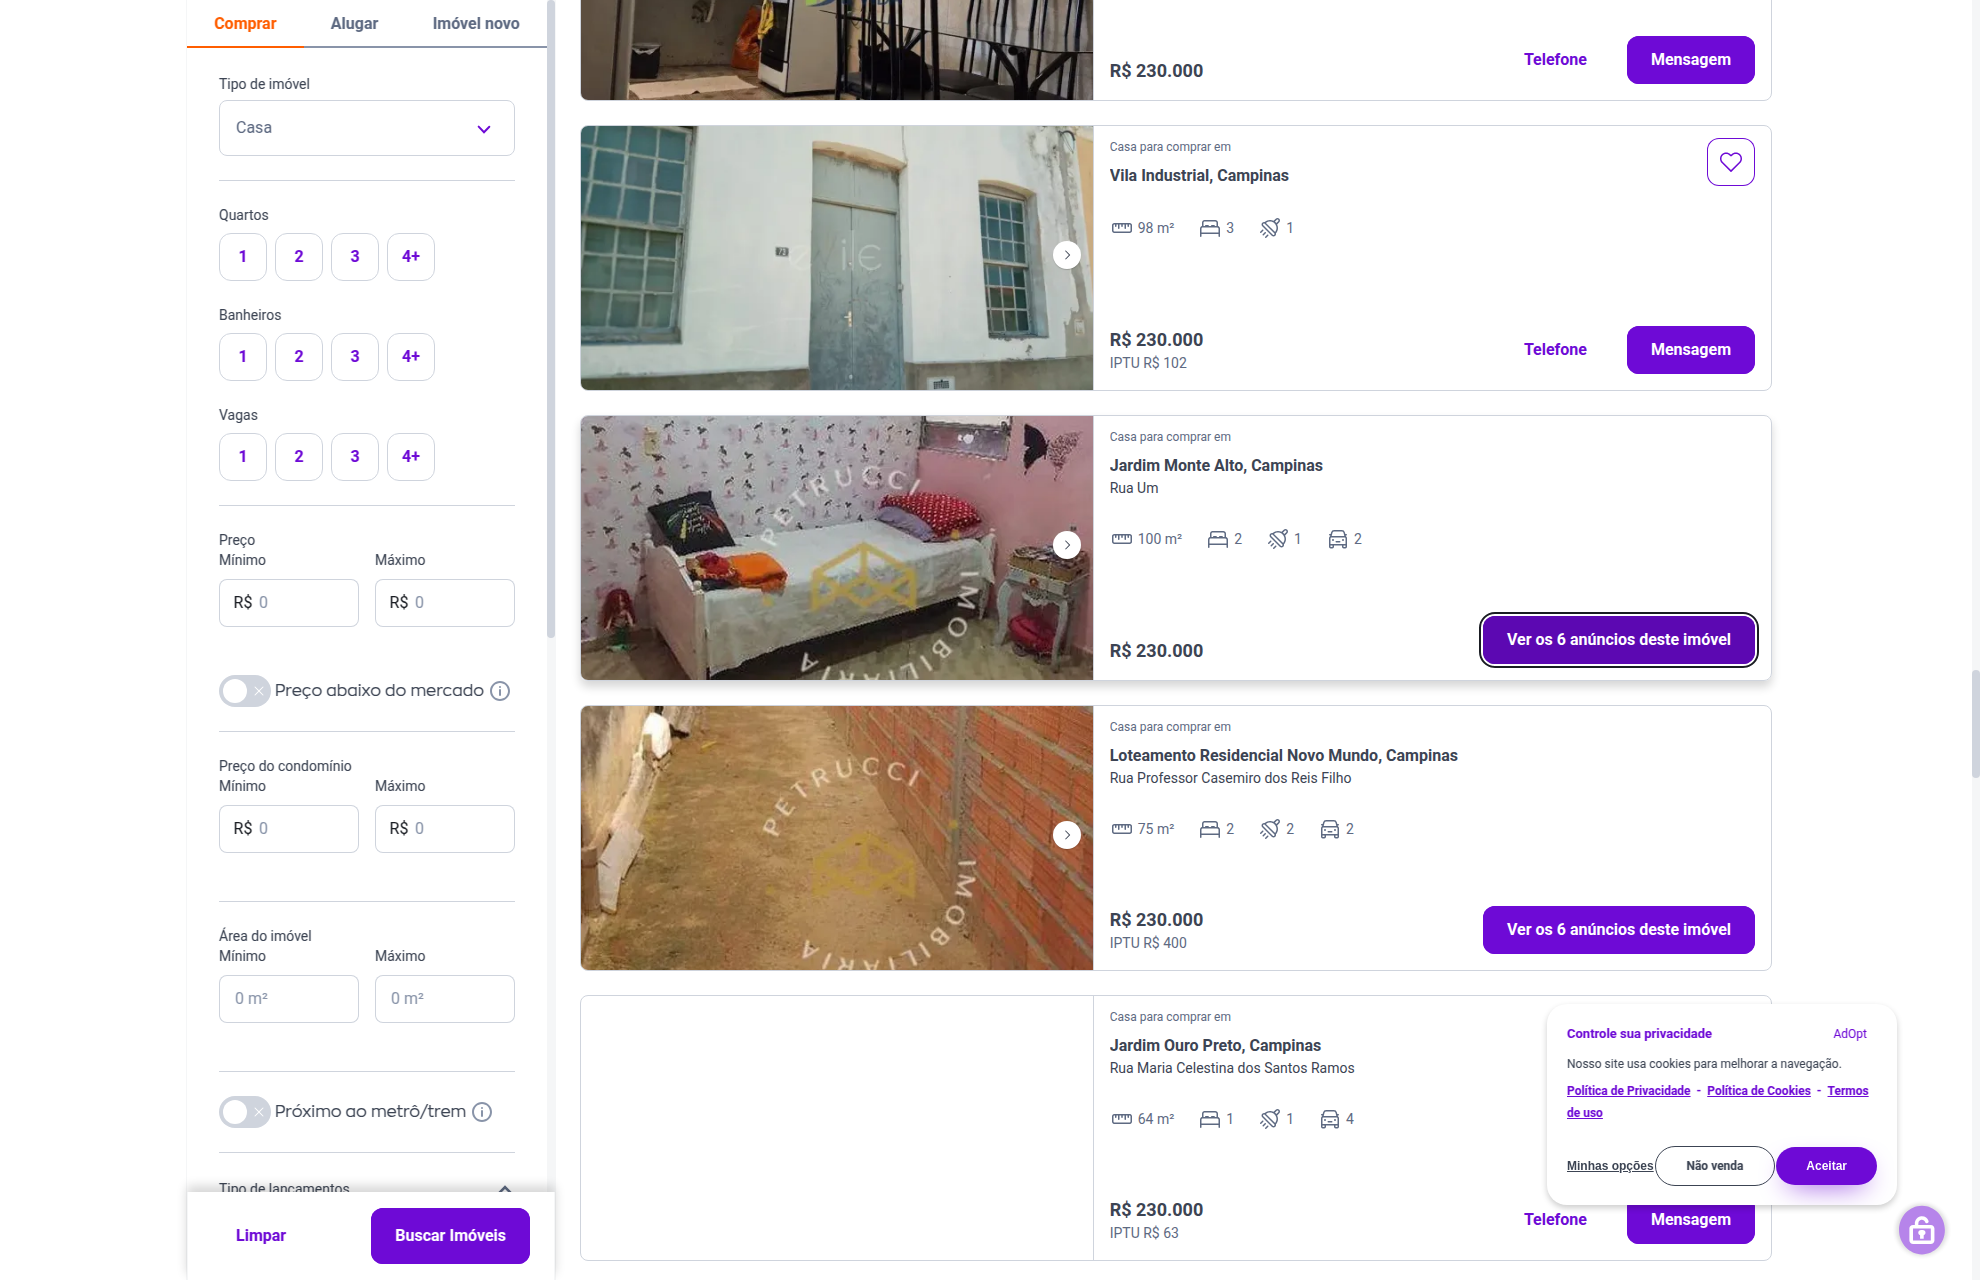 Comprar
Alugar
Imóvel novo
Tipo de imóvel
Casa
Quartos
1
2
3
4+
Banheiros
1
2
3
4+
Vagas
1
2
3
4+
Preço
Mínimo
Máximo
R$ 0
R$ 0
Preço abaixo do mercado
Preço do condomínio
Mínimo
Máximo
R$ 0
R$ 0
Área do imóvel
Mínimo
Máximo
0 m²
0 m²
Próximo ao metrô/trem
Tipo de lançamentos
Limpar
Buscar Imóveis
R$ 230.000
Telefone
Mensagem
Casa para comprar em
Vila Industrial, Campinas
98 m²
3
1
R$ 230.000
IPTU R$ 102
Telefone
Mensagem
PETRUCCI
IMOBILIARIA
Casa para comprar em
Jardim Monte Alto, Campinas
Rua Um
100 m²
2
1
2
R$ 230.000
Ver os 6 anúncios deste imóvel
PETRUCCI
IMOBILIARIA
Casa para comprar em
Loteamento Residencial Novo Mundo, Campinas
Rua Professor Casemiro dos Reis Filho
75 m²
2
2
2
R$ 230.000
IPTU R$ 400
Ver os 6 anúncios deste imóvel
Casa para comprar em
Jardim Ouro Preto, Campinas
Rua Maria Celestina dos Santos Ramos
64 m²
1
1
4
R$ 230.000
IPTU R$ 63
Telefone
Mensagem
Controle sua privacidade
AdOpt
Nosso site usa cookies para melhorar a navegação.
Política de Privacidade - Política de Cookies - Termos
de uso
Minhas opções
Não venda
Aceitar